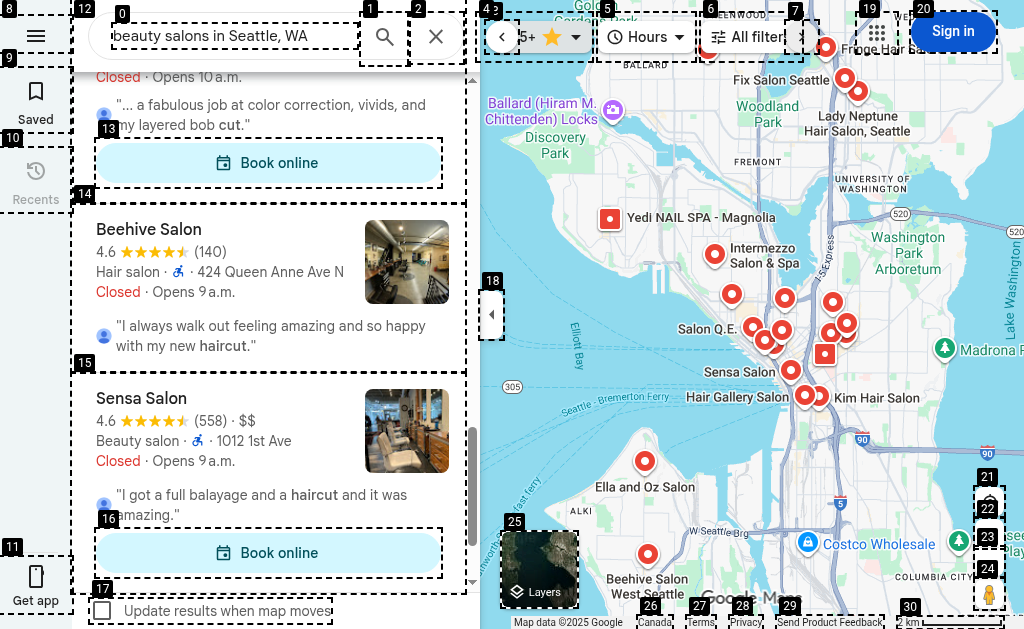 8
12
0
1
2
beauty salons in Seattle, WA
9
Saved
10
Recents
11
Get app
Closed · Opens 10 a.m.
"... a fabulous job at color correction, vivids, and
my layered bob cut."
13
Book online
14
Beehive Salon
4.6 (140)
Hair salon · · 424 Queen Anne Ave N
Closed · Opens 9 a.m.
"I always walk out feeling amazing and so happy
with my new haircut."
15
Sensa Salon
4.6 (558) · $$
Beauty salon · · 1012 1st Ave
Closed · Opens 9 a.m.
"I got a full balayage and a haircut and it was
amazing."
16
Book online
17
Update results when map moves
18
4
5
6
7
19
20
5+
Hours
All filter
Sign in
Golden
Gardens Park
GREENWOOD
BALLARD
Fringe Hair Sa
Fix Salon Seattle
Ballard (Hiram M.
Chittenden) Locks
Woodland
Park
Lady Neptune
Hair Salon, Seattle
Discovery
Park
FREMONT
UNIVERSITY OF
WASHINGTON
Yedi NAIL SPA - Magnolia
520
520
Washington
Park
Arboretum
Intermezzo
Salon & Spa
I-5 Express
Lake Washington
Salon Q.E.
Elliott Bay
Madrona P
Sensa Salon
305
Seattle - Bremerton Ferry
Hair Gallery Salon
Kim Hair Salon
90
90
Ella and Oz Salon
5
21
22
23
24
25
ALKI
W Seattle Brg
Costco Wholesale
Layers
Beehive Salon
West Seattle
COLUMBIA CITY
Google Maps
26
27
28
29
30
Map data ©2025 Google
Canada
Terms
Privacy
Send Product Feedback
2 km